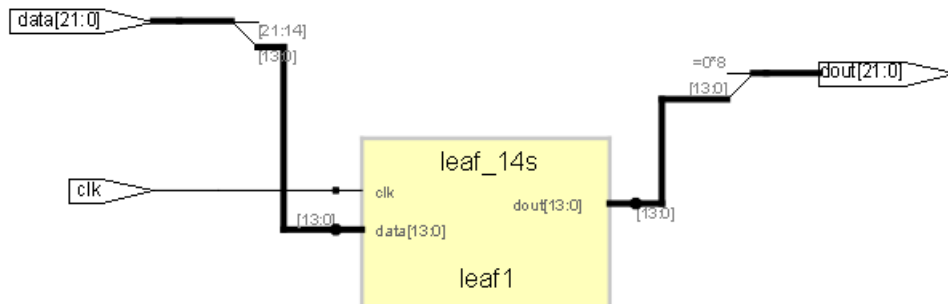 data[21:0]
[21:14]
[13:0]
=0*8
dout[21:0]
[13:0]
leaf_14s
clk
clk
dout[13:0]
[13:0]
[13:0]
data[13:0]
leaf1